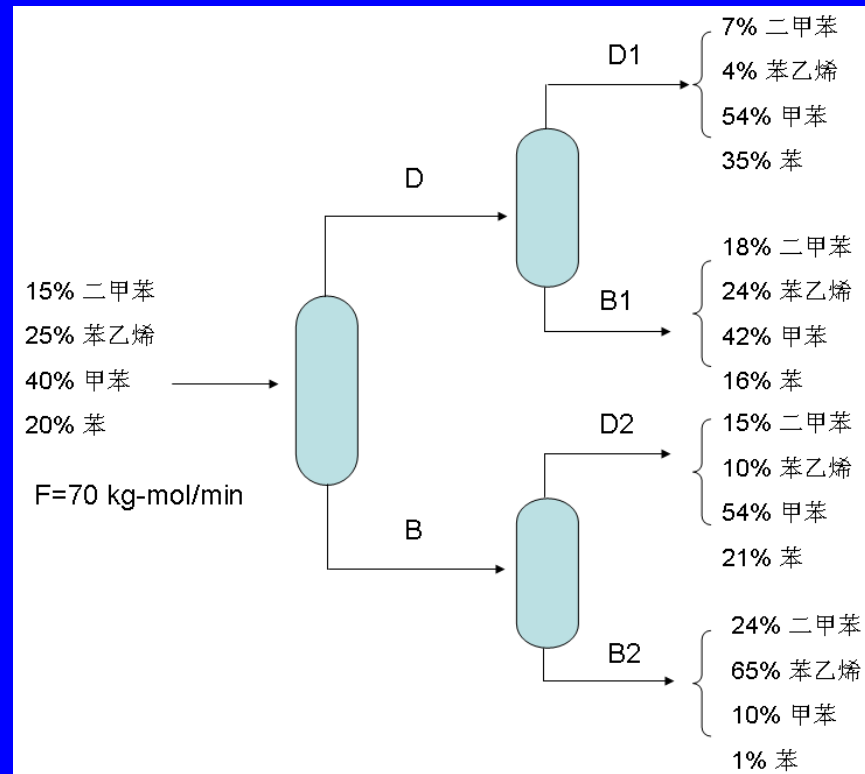 15% 二甲苯
25% 苯乙烯
40% 甲苯
20% 苯
F=70 kg-mol/min
D
B
D1
7% 二甲苯
4% 苯乙烯
54% 甲苯
35% 苯
B1
18% 二甲苯
24% 苯乙烯
42% 甲苯
16% 苯
D2
15% 二甲苯
10% 苯乙烯
54% 甲苯
21% 苯
B2
24% 二甲苯
65% 苯乙烯
10% 甲苯
1% 苯